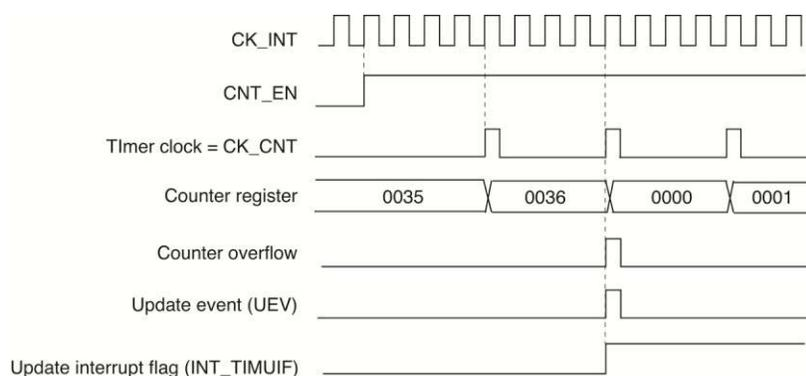 CK_INT
CNT_EN
TImer clock = CK_CNT
Counter register 0035 0036 0000 0001
Counter overflow
Update event (UEV)
Update interrupt flag (INT_TIMUIF)